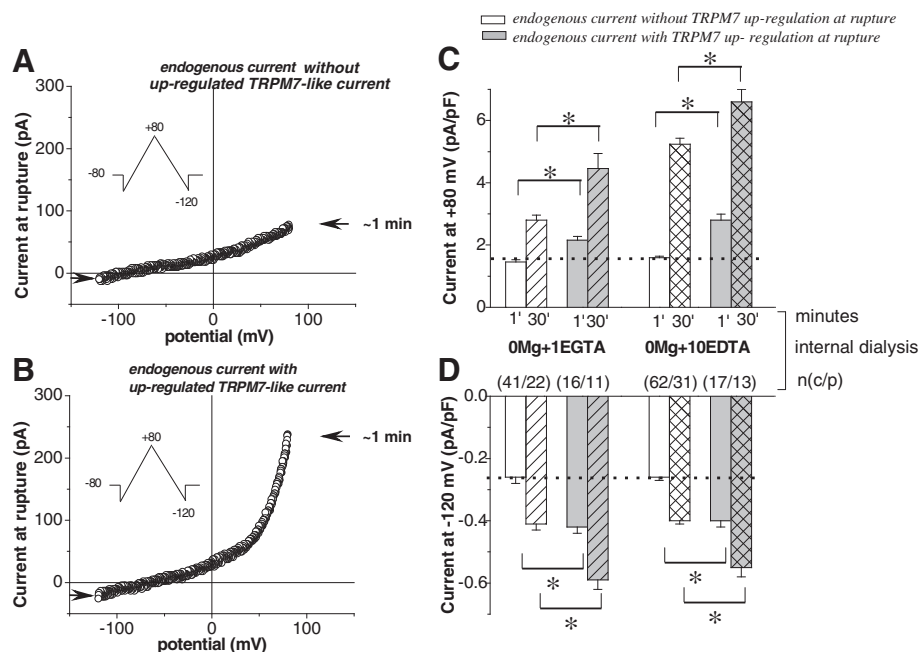 endogenous current without TRPM7 up-regulation at rupture
endogenous current with TRPM7 up- regulation at rupture
A
endogenous current without
up-regulated TRPM7-like current
300
200
100
0
Current at rupture (pA)
+80
-80
-120
~1 min
-100
0
100
potential (mV)
B
endogenous current with
up-regulated TRPM7-like current
300
200
100
0
Current at rupture (pA)
+80
-80
-120
~1 min
-100
0
100
potential (mV)
C
6
4
2
0
Current at +80 mV (pA/pF)
*
*
*
*
1' 30' 1' 30' 1' 30' 1' 30'
minutes
0Mg+1EGTA 0Mg+10EDTA
internal dialysis
D
(41/22) (16/11) (62/31) (17/13)
n(c/p)
0.0
-0.2
-0.4
-0.6
Current at -120 mV (pA/pF)
*
*
*
*